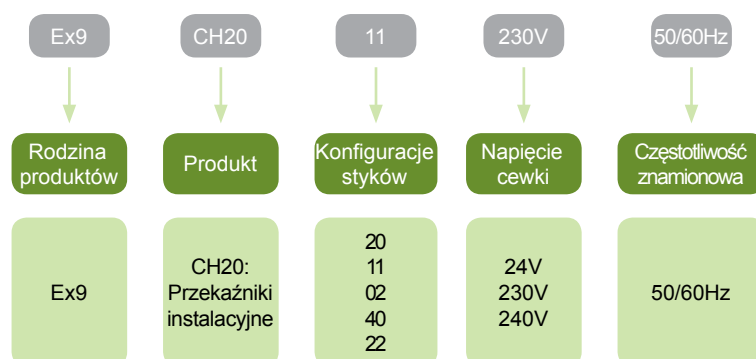 Ex9
CH20
11
230V
50/60Hz
Rodzina
produktów
Produkt
Konfiguracje
styków
Napięcie
cewki
Częstotliwość
znamionowa
Ex9
CH20:
Przekaźniki
instalacyjne
20
11
02
40
22
24V
230V
240V
50/60Hz